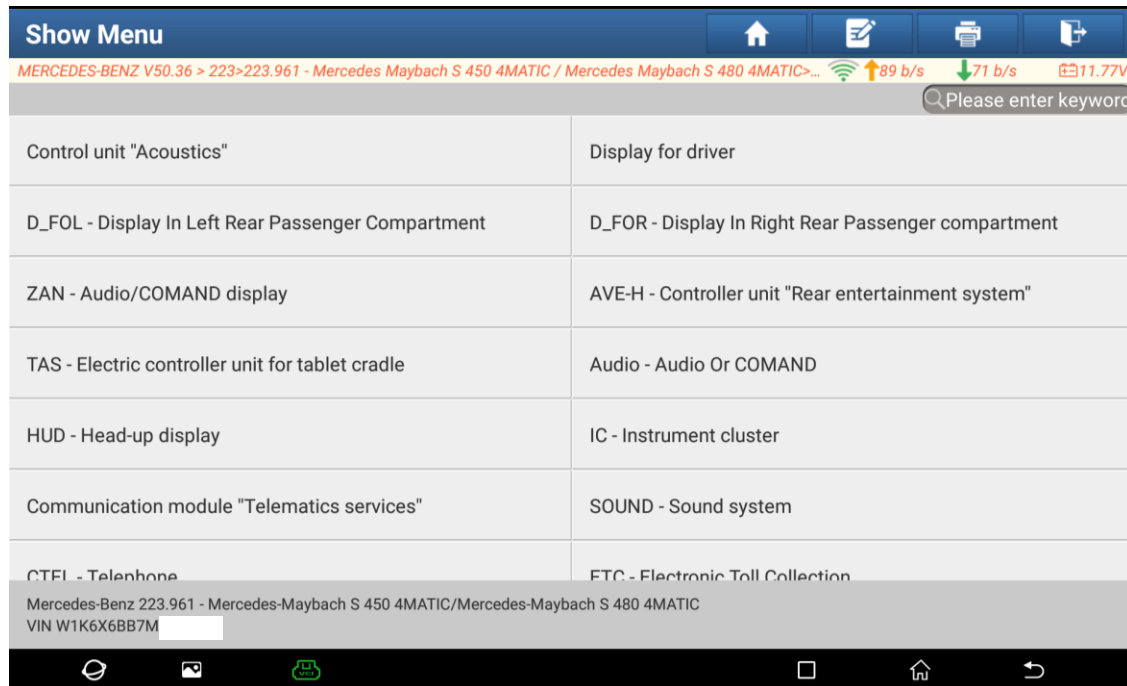 Show Menu
MERCEDES-BENZ V50.36 > 223>223.961 - Mercedes Maybach S 450 4MATIC / Mercedes Maybach S 480 4MATIC>... 89 b/s 71 b/s 11.77V
Please enter keyword
Control unit "Acoustics" Display for driver
D_FOL - Display In Left Rear Passenger Compartment D_FOR - Display In Right Rear Passenger compartment
ZAN - Audio/COMAND display AVE-H - Controller unit "Rear entertainment system"
TAS - Electric controller unit for tablet cradle Audio - Audio Or COMAND
HUD - Head-up display IC - Instrument cluster
Communication module "Telematics services" SOUND - Sound system
CTEL - Telephone ETC - Electronic Toll Collection
Mercedes-Benz 223.961 - Mercedes-Maybach S 450 4MATIC/Mercedes-Maybach S 480 4MATIC
VIN W1K6X6BB7M
VCI